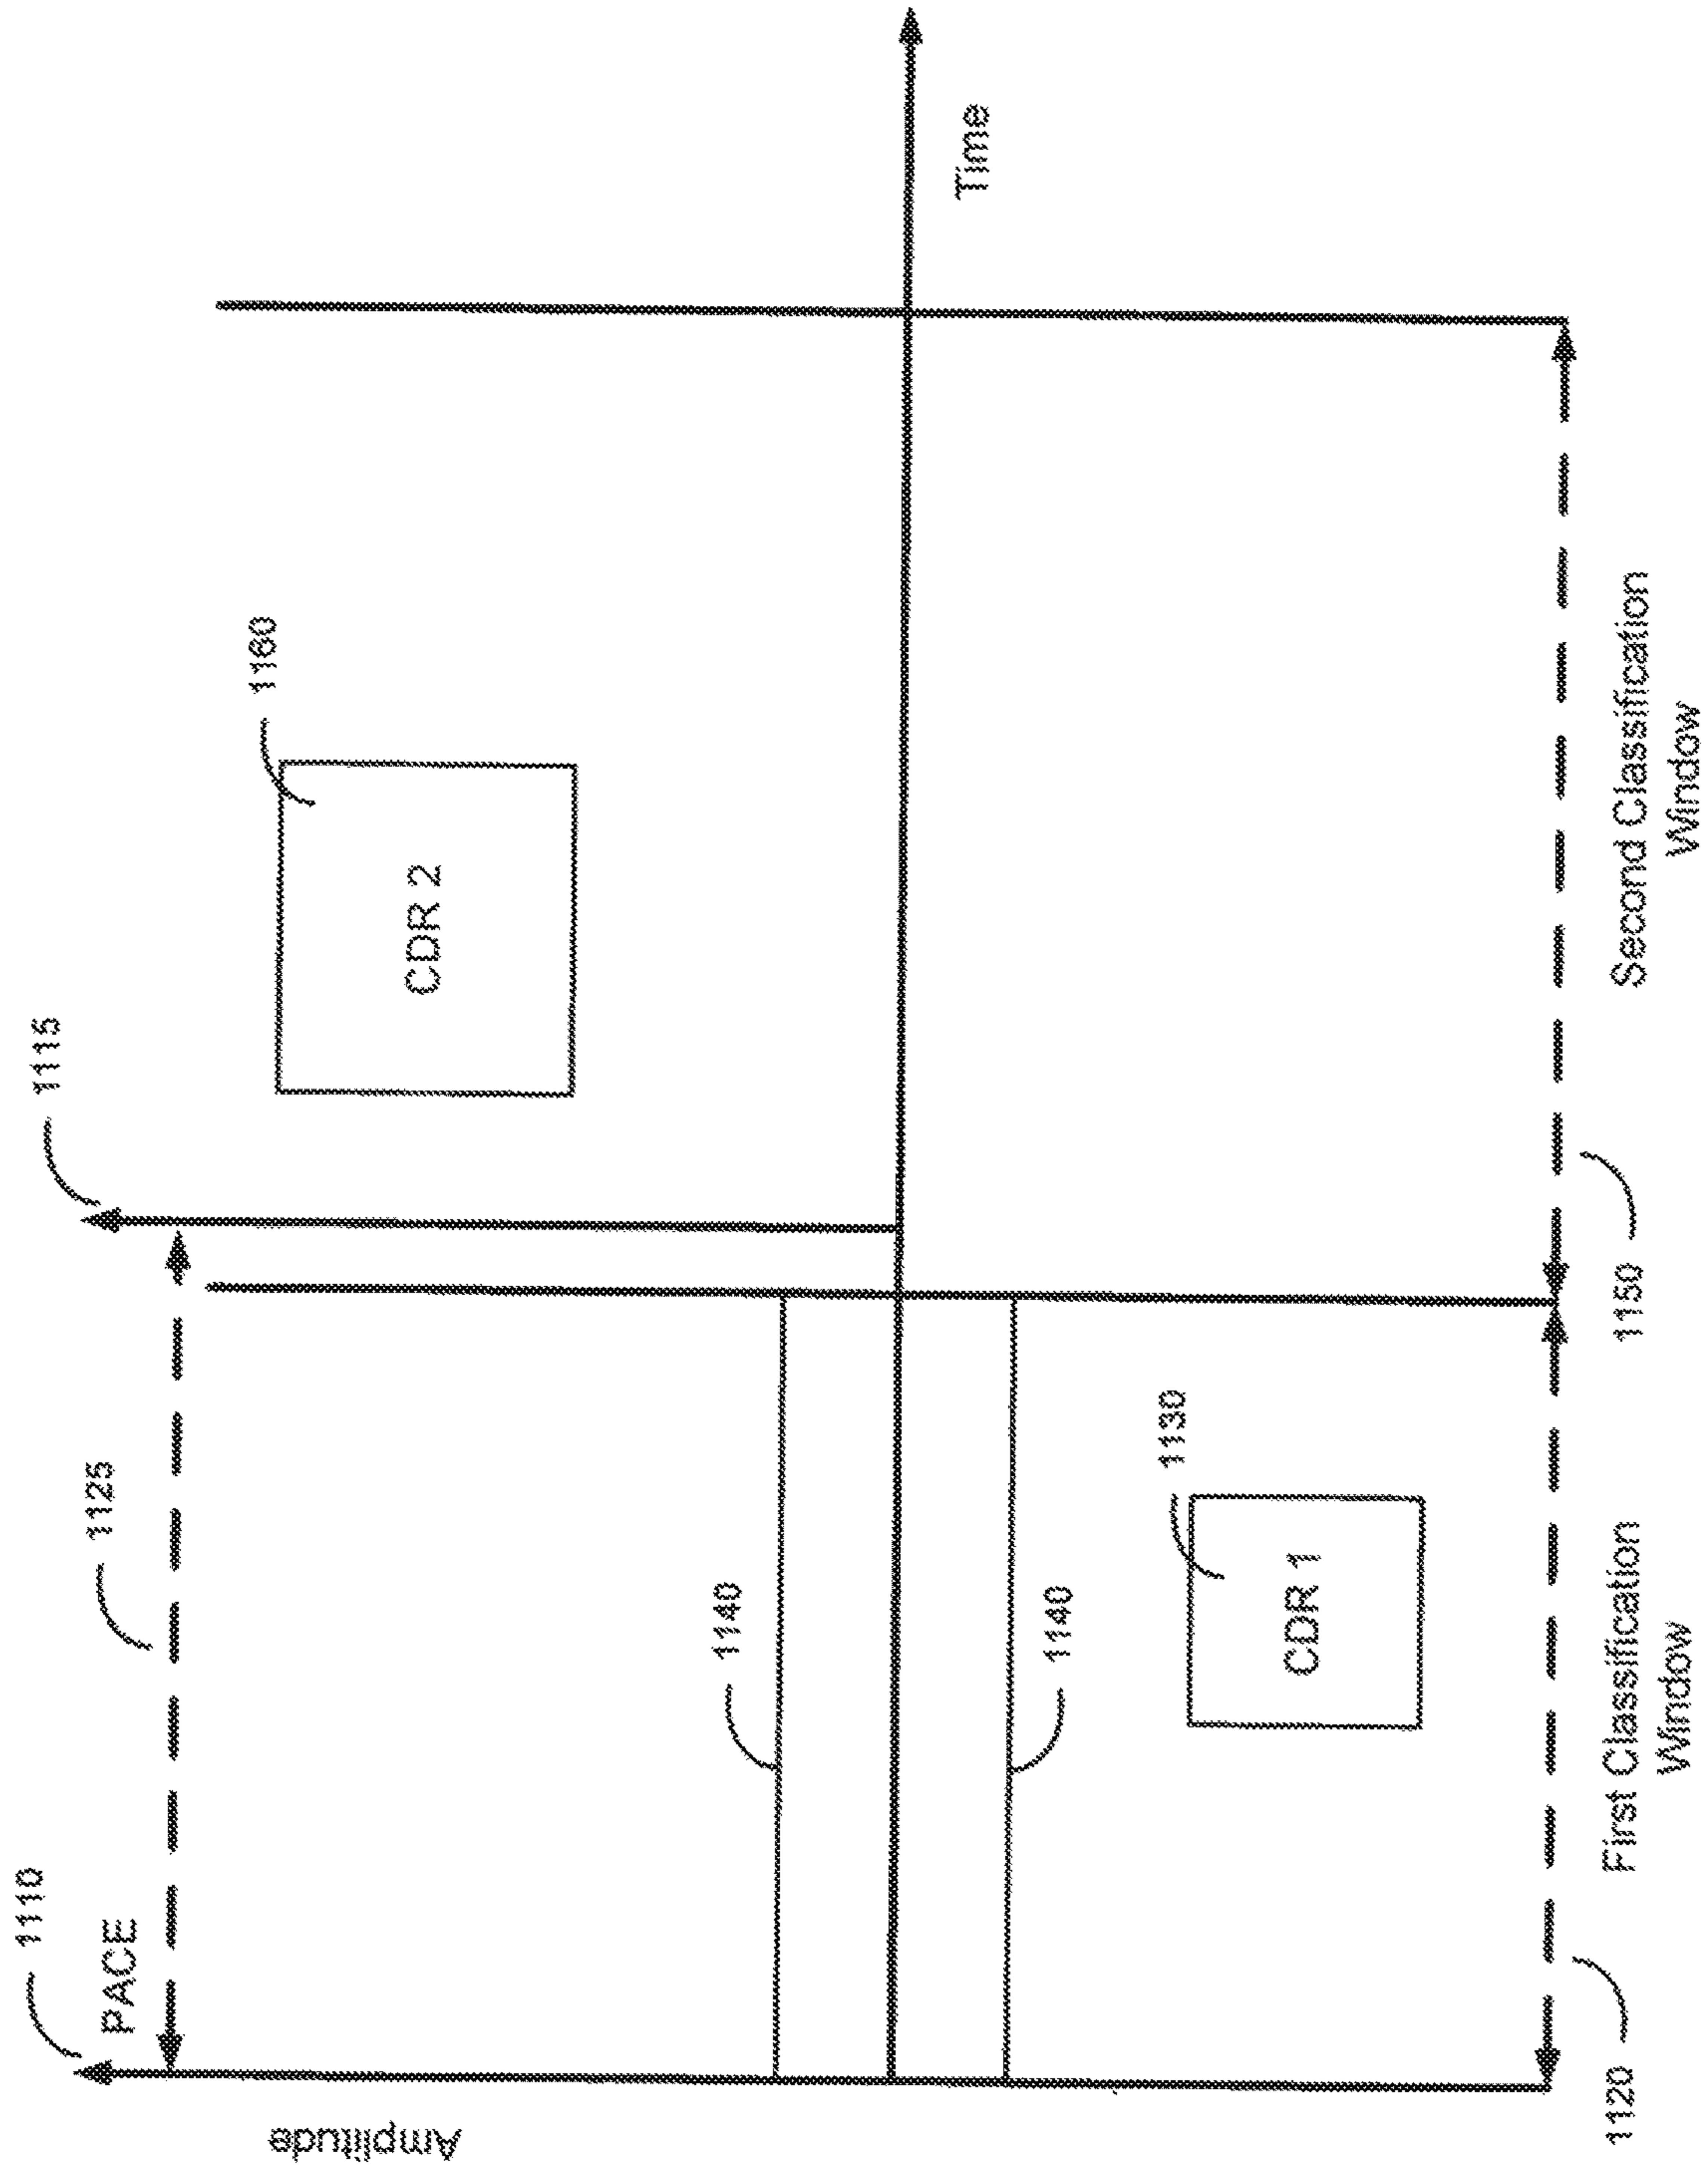 1110
PACE
1125
1115
1160
Amplitude
1140
CDR 2
Time
1140
1130
CDR 1
1120
1150
First Classification
Window
Second Classification
Window